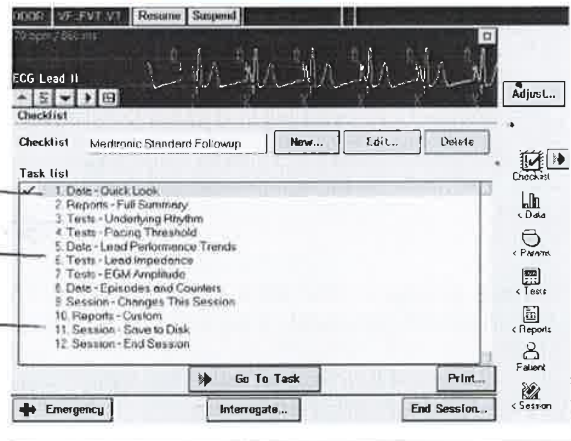 DDOR VF FVT VT Resume Suspend
70 bpm / 860 ms
ECG Lead II
Adjust...
Checklist
Checklist Medtronic Standard Followup New... Edit... Delete
Task list
1. Data - Quick Look
2. Reports - Full Summary
3. Tests - Underlying Rhythm
4. Tests - Pacing Threshold
5. Data - Lead Performance Trends
6. Tests - Lead Impedance
7. Tests - EGM Amplitude
8. Data - Episodes and Counters
9. Session - Changes This Session
10. Reports - Custom
11. Session - Save to Disk
12. Session - End Session
Go To Task Print...
Emergency Interrogate... End Session...
Checklist
< Data
< Params
< Tests
< Reports
Patient
< Session